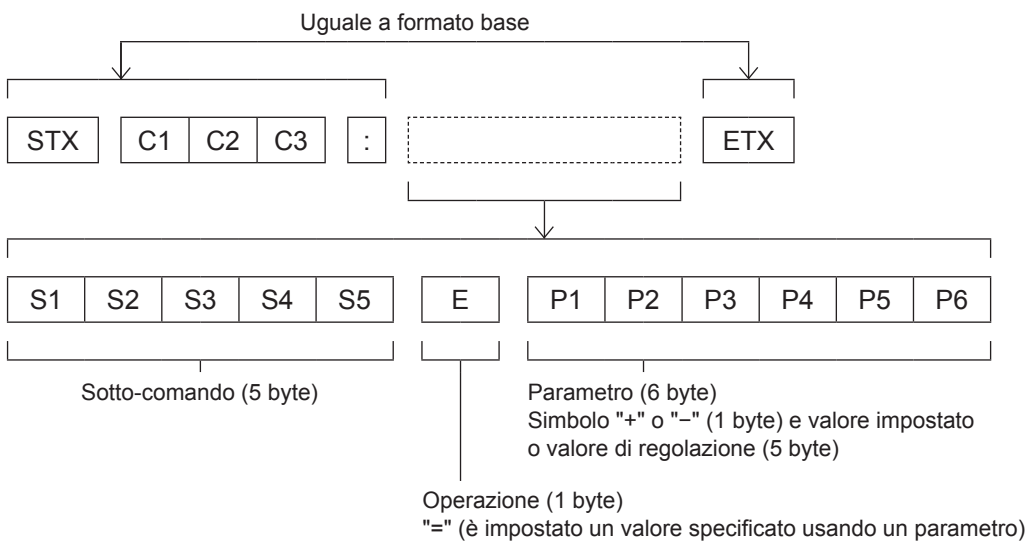 Uguale a formato base
STX C1 C2 C3 : ETX
S1 S2 S3 S4 S5 E P1 P2 P3 P4 P5 P6
Sotto-comando (5 byte)
Parametro (6 byte)
Simbolo "+" o "−" (1 byte) e valore impostato
o valore di regolazione (5 byte)
Operazione (1 byte)
"=" (è impostato un valore specificato usando un parametro)